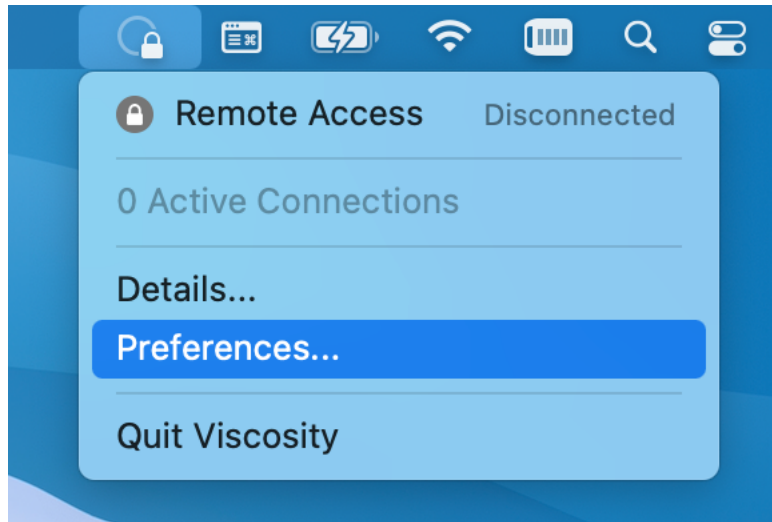 Remote Access Disconnected
0 Active Connections
Details...
Preferences...
Quit Viscosity